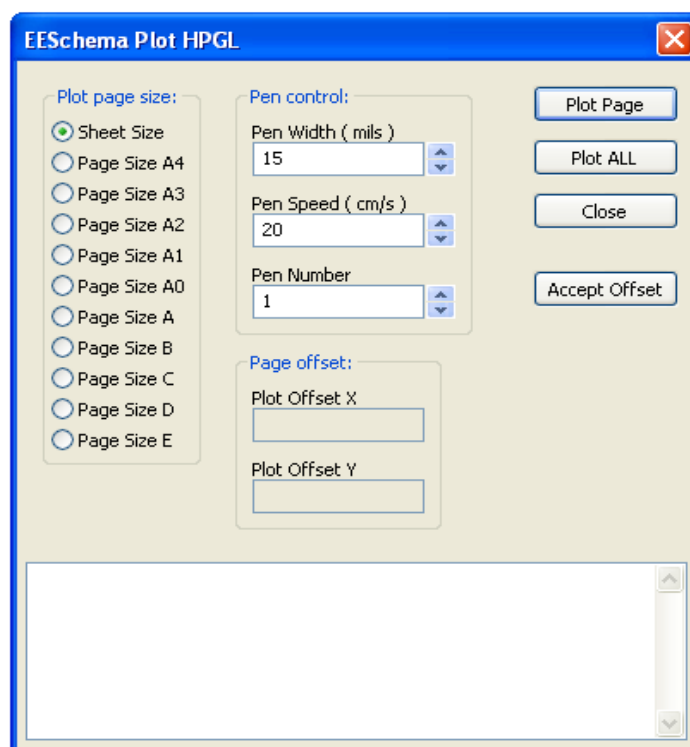 EESchema Plot HPGL
Plot page size:
Sheet Size
Page Size A4
Page Size A3
Page Size A2
Page Size A1
Page Size A0
Page Size A
Page Size B
Page Size C
Page Size D
Page Size E
Pen control:
Pen Width ( mils )
15
Pen Speed ( cm/s )
20
Pen Number
1
Page offset:
Plot Offset X
Plot Offset Y
Plot Page
Plot ALL
Close
Accept Offset